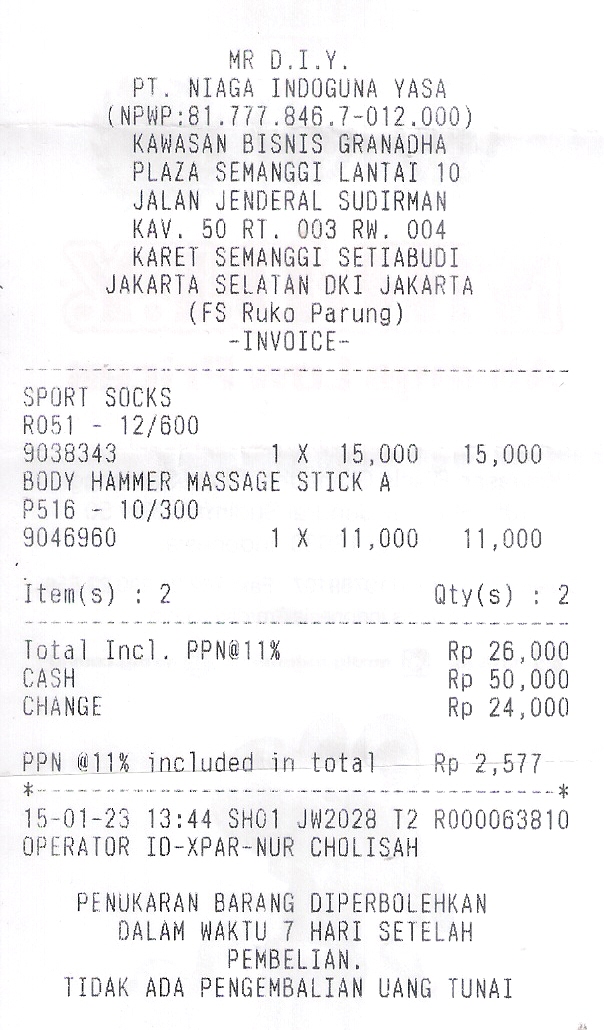 MR D.I.Y.
PT. NIAGA INDOGUNA YASA
(NPWP:81.777.846.7-012.000)
KAWASAN BISNIS GRANADHA
PLAZA SEMANGGI LANTAI 10
JALAN JENDERAL SUDIRMAN
KAV. 50 RT. 003 RW. 004
KARET SEMANGGI SETIABUDI
JAKARTA SELATAN DKI JAKARTA
(FS Ruko Parung)
-INVOICE-
SPORT SOCKS
R051 - 12/600
9038343 1 X 15,000 15,000
BODY HAMMER MASSAGE STICK A
P516 - 10/300
9046960 1 X 11,000 11,000
Item(s) : 2 Qty(s) : 2
Total Incl. PPN@11% Rp 26,000
CASH Rp 50,000
CHANGE Rp 24,000
PPN @11% included in total Rp 2,577
*----------------------------------------*
15-01-23 13:44 SH01 JW2028 T2 R000063810
OPERATOR ID-XPAR-NUR CHOLISAH
PENUKARAN BARANG DIPERBOLEHKAN
DALAM WAKTU 7 HARI SETELAH
PEMBELIAN.
TIDAK ADA PENGEMBALIAN UANG TUNAI